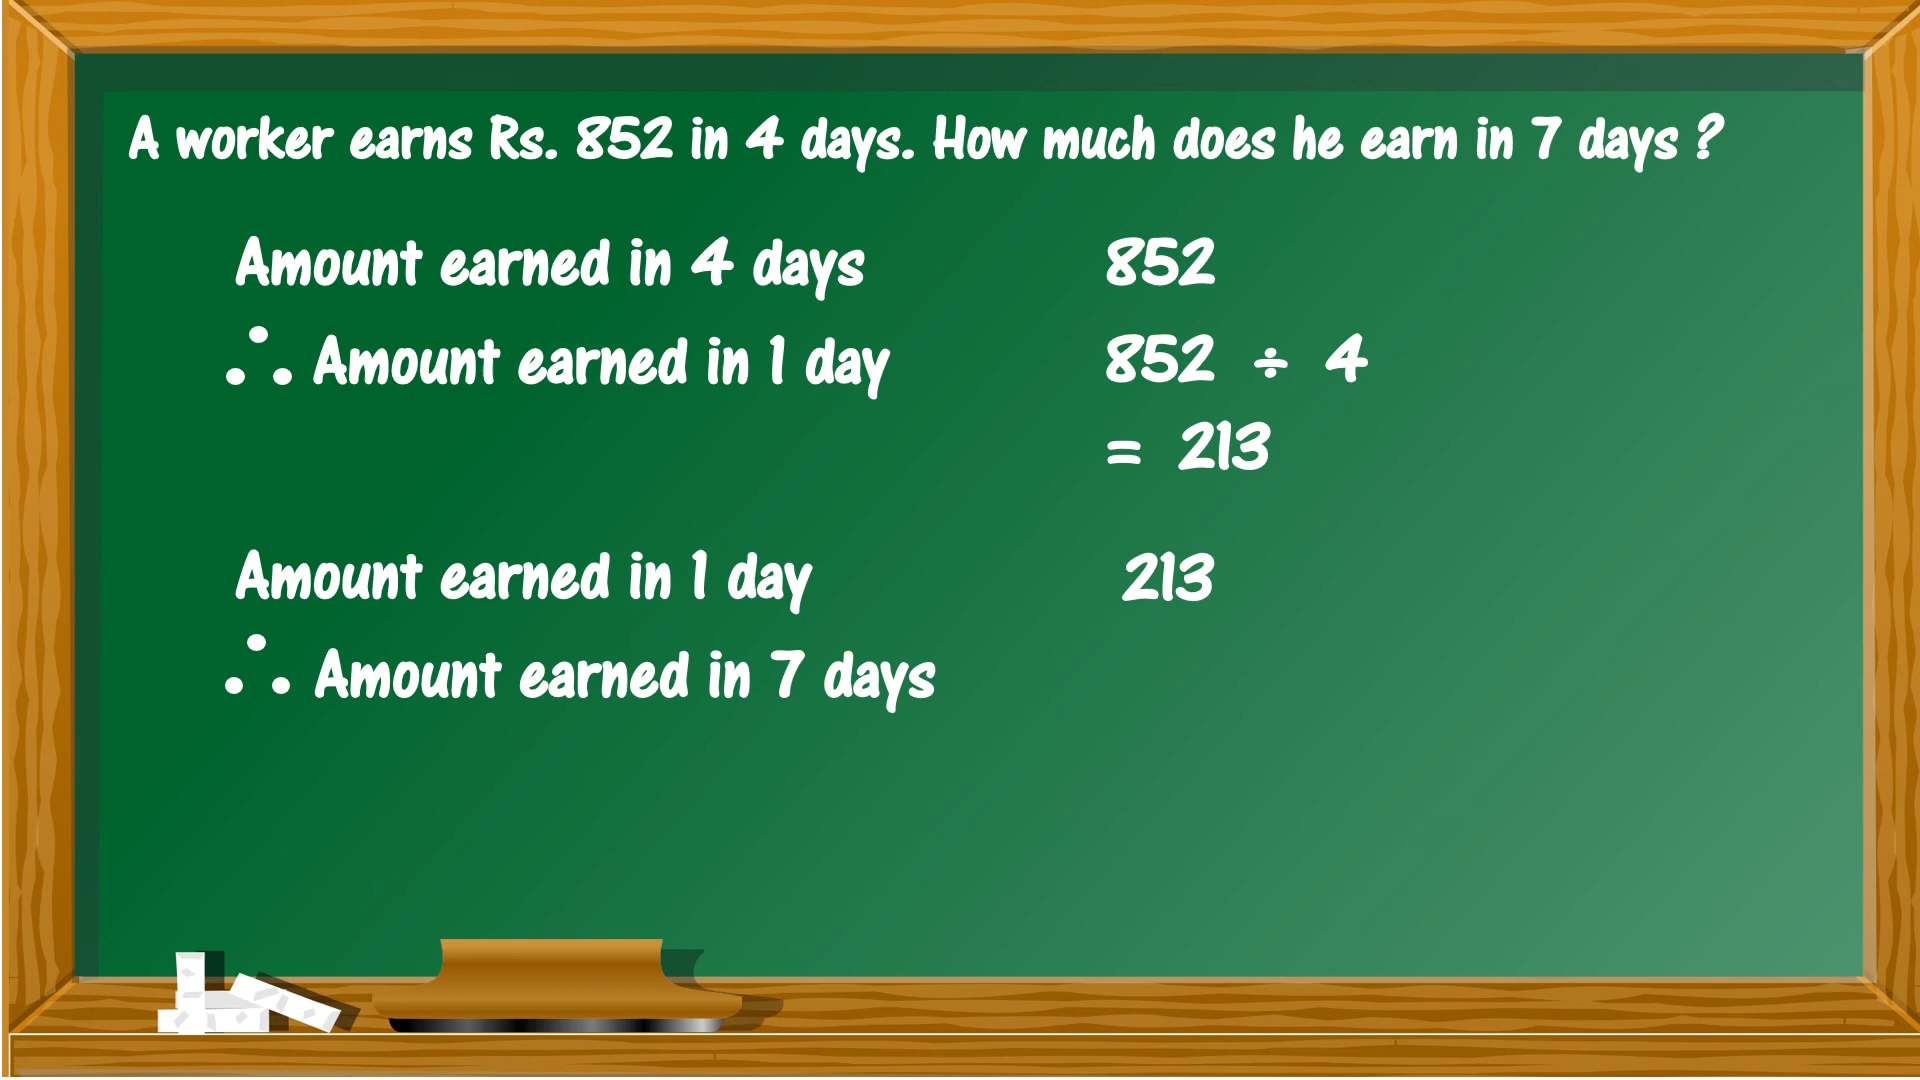 A worker earns Rs. 852 in 4 days. How much does he earn in 7 days ?
Amount earned in 4 days 852
∴ Amount earned in 1 day 852 ÷ 4
= 213
Amount earned in 1 day 213
∴ Amount earned in 7 days